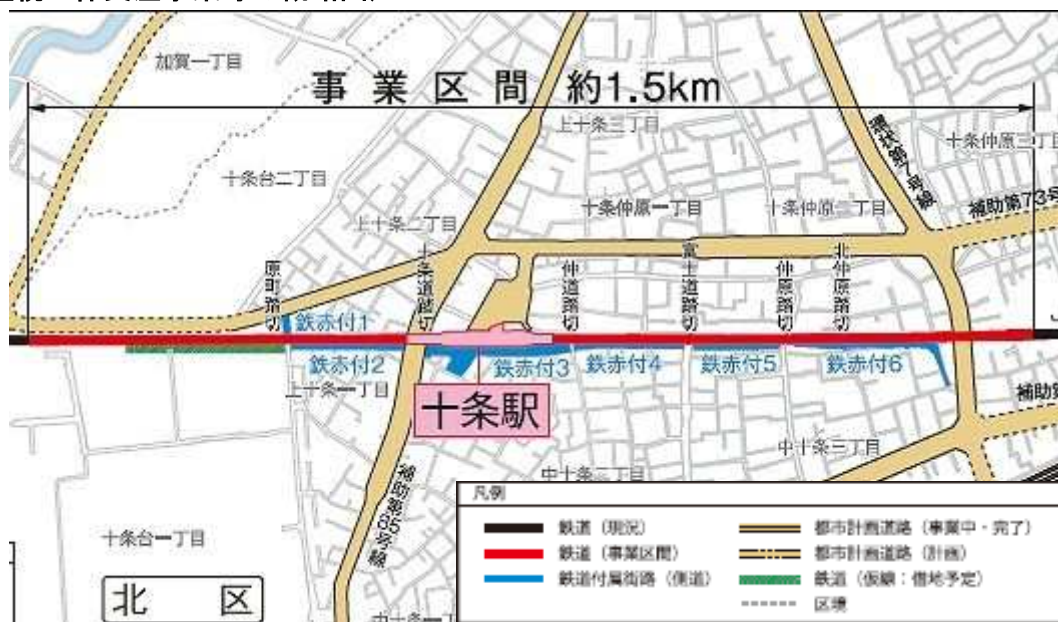 加賀一丁目
事業区間 約1.5km
上十条三丁目
十条仲原三丁目
十条台二丁目
十条仲原一丁目
十条仲原二丁目
補助第73号
上十条二丁目
原町踏切
十条道踏切
仲道踏切
富士道踏切
仲原踏切
北仲原踏切
鉄赤付1
鉄赤付2
鉄赤付3
鉄赤付4
鉄赤付5
鉄赤付6
上十条一丁目
十条駅
補助
中十条三丁目
中十条二丁目
補助第85号線
十条台一丁目
北区
中十条一丁
凡例
鉄道(現況)
鉄道(事業区間)
鉄道付属街路(側道)
都市計画道路(事業中・完了)
都市計画道路(計画)
鉄道(仮線:借地予定)
区境